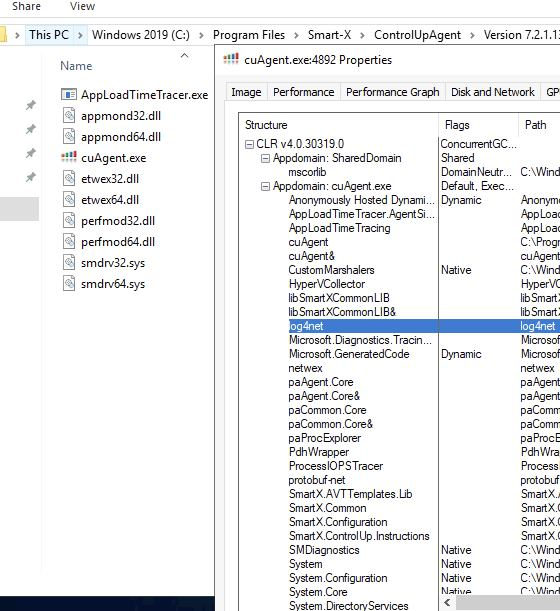 Share View
> This PC > Windows 2019 (C:) > Program Files > Smart-X > ControlUpAgent > Version 7.2.1.1
Name
AppLoadTimeTracer.exe
appmond32.dll
appmond64.dll
cuAgent.exe
etwex32.dll
etwex64.dll
perfmod32.dll
perfmod64.dll
smdrv32.sys
smdrv64.sys
cuAgent.exe:4892 Properties
Image Performance Performance Graph Disk and Network GP
Structure Flags Path
CLR v4.0.30319.0 ConcurrentGC...
Appdomain: SharedDomain Shared
mscorlib DomainNeutr... C:\Wind
Appdomain: cuAgent.exe Default, Exec...
Anonymously Hosted Dynami... Dynamic Anonym
AppLoadTimeTracer.AgentSi... AppLoa
AppLoadTimeTracing AppLoad
cuAgent C:\Progr
cuAgent& cuAgent
CustomMarshalers Native C:\Wind
HyperVCollector HyperVC
libSmartXCommonLIB libSmart
libSmartXCommonLIB& libSmart
log4net log4net
Microsoft.Diagnostics.Tracin... Microsof
Microsoft.GeneratedCode Dynamic Microsof
netwex netwex
paAgent.Core paAgent
paAgent.Core& paAgent
paCommon.Core paComm
paCommon.Core& paComm
paProcExplorer paProcE
PdhWrapper PdhWra
ProcessIOPSTracer Process
protobuf-net protobuf
SmartX.AVTTemplates.Lib SmartX.
SmartX.Common SmartX.
SmartX.Configuration SmartX.
SmartX.ControlUp.Instructions SmartX.
SMDiagnostics Native C:\Wind
System Native C:\Wind
System.Configuration Native C:\Wind
System.Core Native C:\Wind
System.DirectoryServices